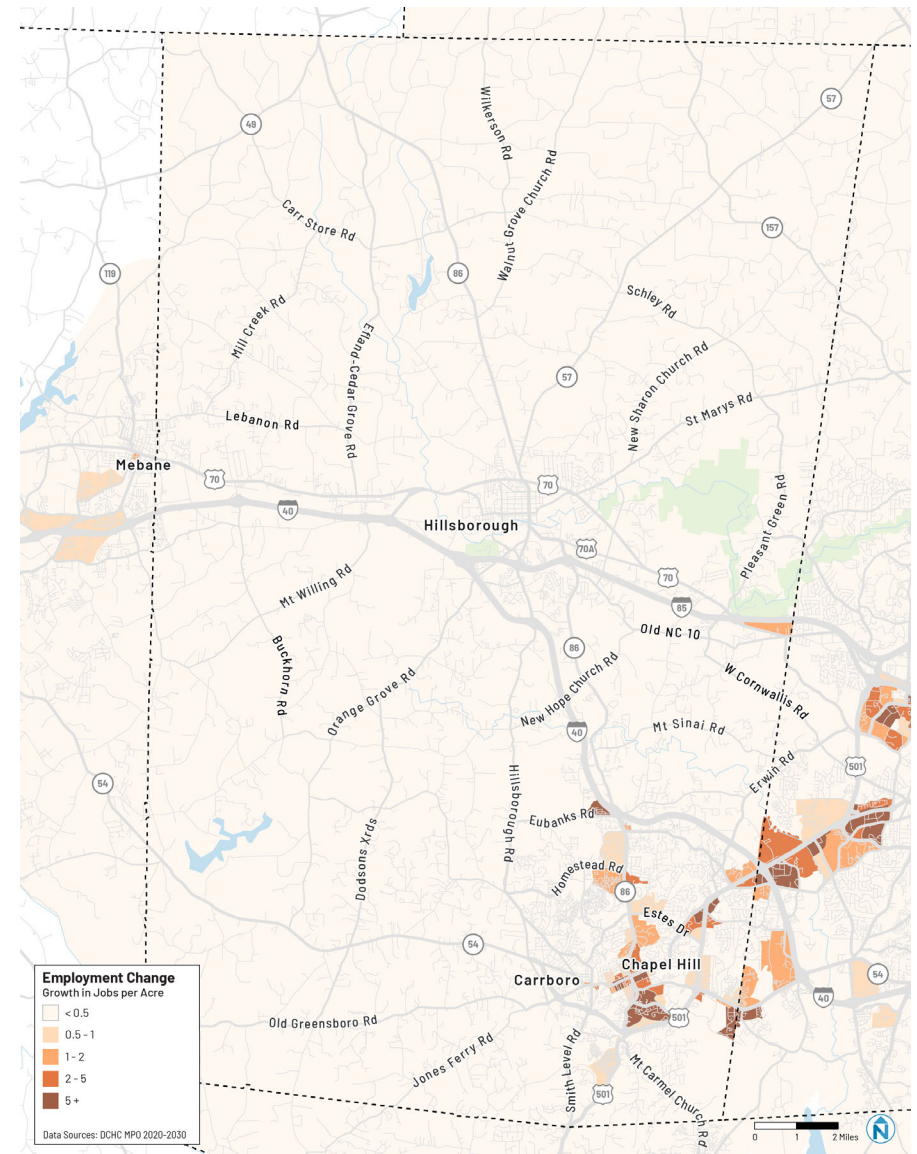 57
49
Wilkerson Rd
Walnut Grove Church Rd
Carr Store Rd
157
119
86
Schley Rd
Mill Creek Rd
Efland-Cedar Grove Rd
57
New Sharon Church Rd
St Marys Rd
Lebanon Rd
Mebane
70
70
40
Hillsborough
Pleasant Green Rd
70A
70
Mt Willing Rd
85
Old NC 10
86
Buckhorn Rd
Orange Grove Rd
New Hope Church Rd
W Cornwallis Rd
40
Mt Sinai Rd
501
54
Erwin Rd
Hillsborough Rd
Eubanks Rd
Dodsons Xrds
Homestead Rd
86
Estes Dr
54
Chapel Hill
Carrboro
54
40
501
Old Greensboro Rd
Jones Ferry Rd
Smith Level Rd
Mt Carmel Church Rd
501
Employment Change
Growth in Jobs per Acre
< 0.5
0.5 - 1
1 - 2
2 - 5
5 +
Data Sources: DCHC MPO 2020-2030
0 1 2 Miles
N